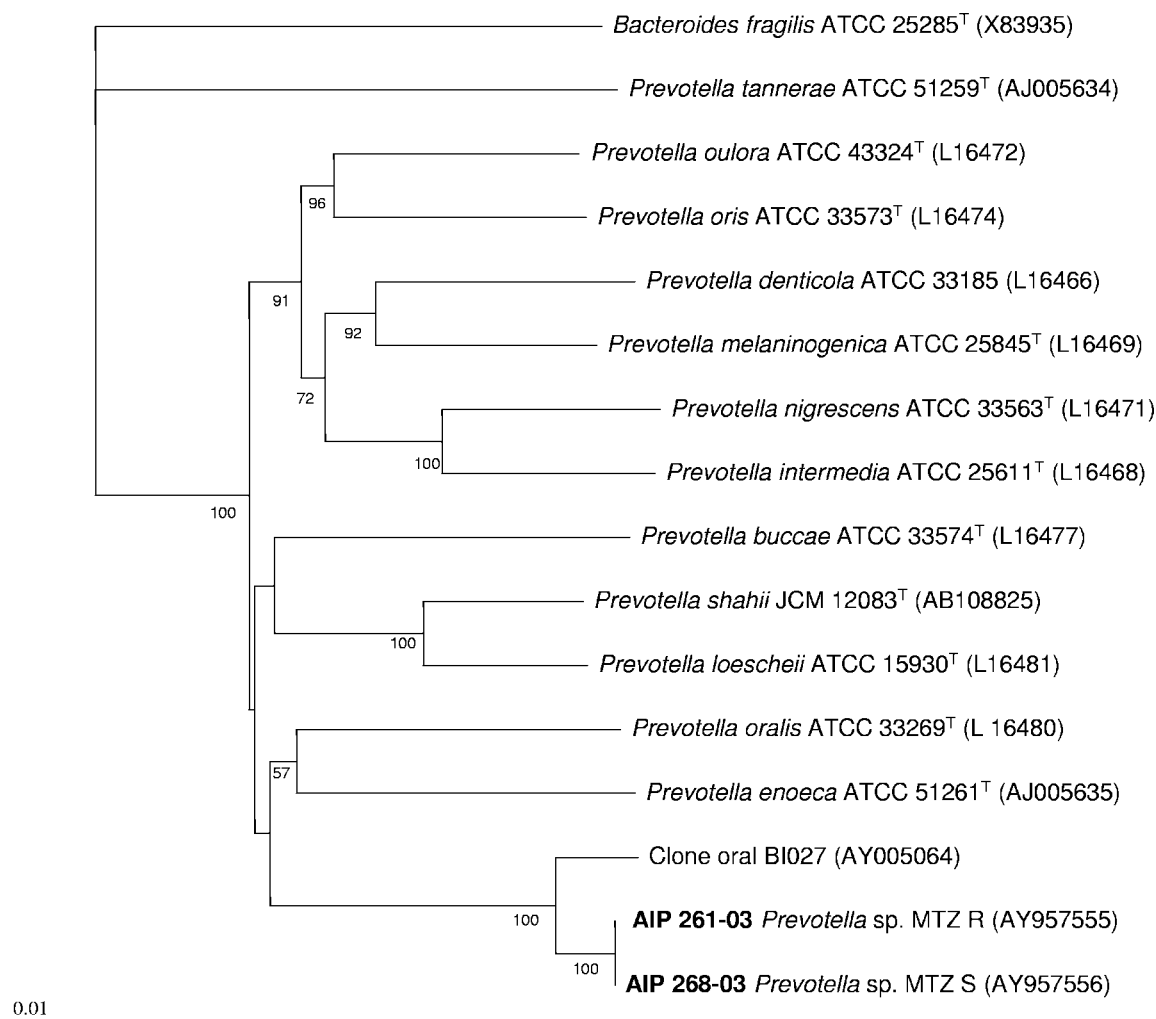 Bacteroides fragilis ATCC 25285ᵀ (X83935)
Prevotella tannerae ATCC 51259ᵀ (AJ005634)
Prevotella oulora ATCC 43324ᵀ (L16472)
96
Prevotella oris ATCC 33573ᵀ (L16474)
Prevotella denticola ATCC 33185 (L16466)
91
92
Prevotella melaninogenica ATCC 25845ᵀ (L16469)
72
Prevotella nigrescens ATCC 33563ᵀ (L16471)
100
Prevotella intermedia ATCC 25611ᵀ (L16468)
100
Prevotella buccae ATCC 33574ᵀ (L16477)
Prevotella shahii JCM 12083ᵀ (AB108825)
100
Prevotella loescheii ATCC 15930ᵀ (L16481)
Prevotella oralis ATCC 33269ᵀ (L 16480)
57
Prevotella enoeca ATCC 51261ᵀ (AJ005635)
Clone oral BI027 (AY005064)
100
AIP 261-03 Prevotella sp. MTZ R (AY957555)
100
AIP 268-03 Prevotella sp. MTZ S (AY957556)
0.01